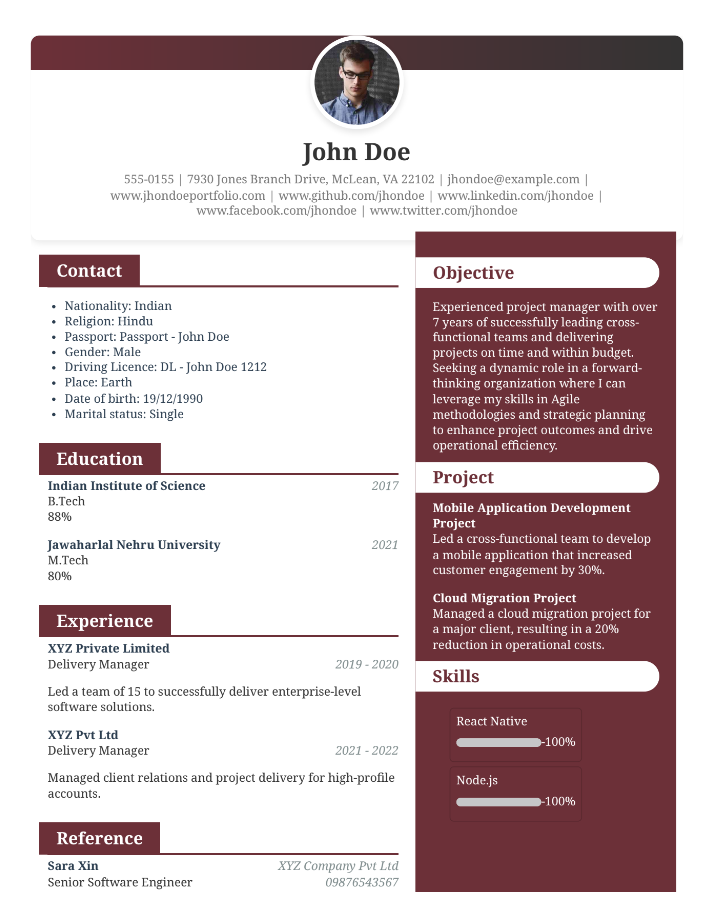 John Doe
555-0155 | 7930 Jones Branch Drive, McLean, VA 22102 | jhondoe@example.com |
www.jhondoeportfolio.com | www.github.com/jhondoe | www.linkedin.com/jhondoe |
www.facebook.com/jhondoe | www.twitter.com/jhondoe
Contact
• Nationality: Indian
• Religion: Hindu
• Passport: Passport - John Doe
• Gender: Male
• Driving Licence: DL - John Doe 1212
• Place: Earth
• Date of birth: 19/12/1990
• Marital status: Single
Education
Indian Institute of Science 2017
B.Tech
88%
Jawaharlal Nehru University 2021
M.Tech
80%
Experience
XYZ Private Limited
Delivery Manager 2019 - 2020
Led a team of 15 to successfully deliver enterprise-level
software solutions.
XYZ Pvt Ltd
Delivery Manager 2021 - 2022
Managed client relations and project delivery for high-profile
accounts.
Reference
Sara Xin XYZ Company Pvt Ltd
Senior Software Engineer 09876543567
Objective
Experienced project manager with over
7 years of successfully leading cross-
functional teams and delivering
projects on time and within budget.
Seeking a dynamic role in a forward-
thinking organization where I can
leverage my skills in Agile
methodologies and strategic planning
to enhance project outcomes and drive
operational efficiency.
Project
Mobile Application Development
Project
Led a cross-functional team to develop
a mobile application that increased
customer engagement by 30%.
Cloud Migration Project
Managed a cloud migration project for
a major client, resulting in a 20%
reduction in operational costs.
Skills
React Native
-100%
Node.js
-100%